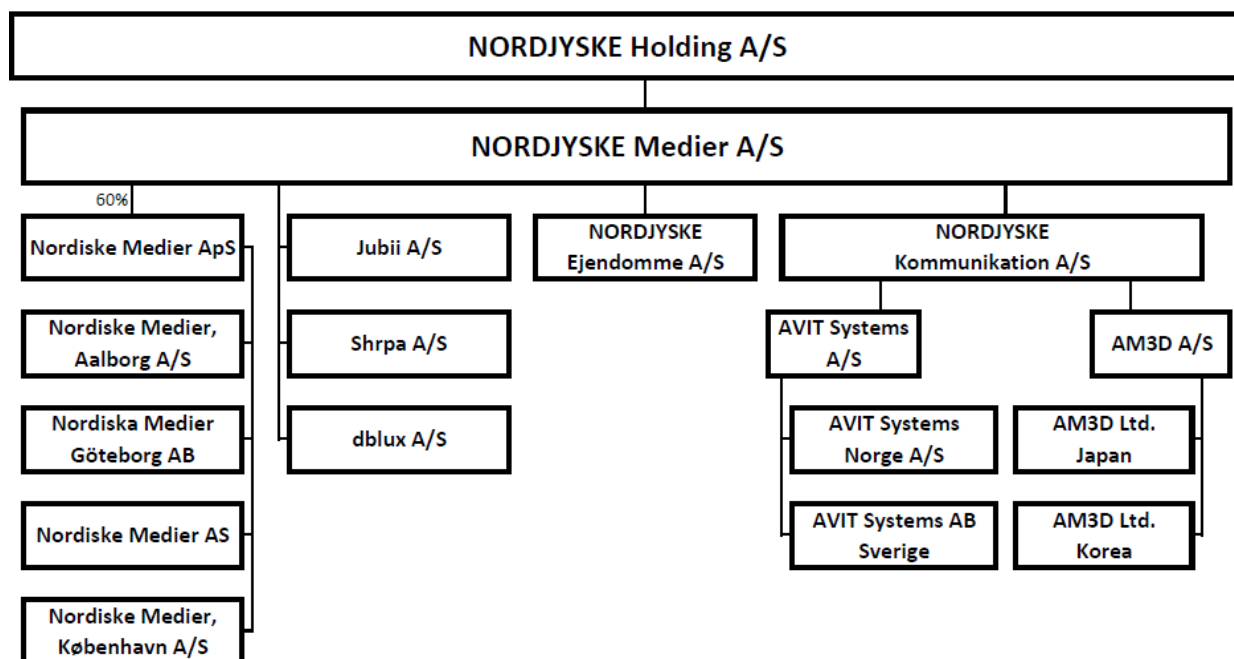 NORDJYSKE Holding A/S
NORDJYSKE Medier A/S
60%
Nordiske Medier ApS
Jubii A/S
NORDJYSKE
Ejendomme A/S
NORDJYSKE
Kommunikation A/S
Nordiske Medier,
Aalborg A/S
Shrpa A/S
AVIT Systems
A/S
AM3D A/S
Nordiska Medier
Göteborg AB
dblux A/S
AVIT Systems
Norge A/S
AM3D Ltd.
Japan
Nordiske Medier AS
AVIT Systems AB
Sverige
AM3D Ltd.
Korea
Nordiske Medier,
København A/S